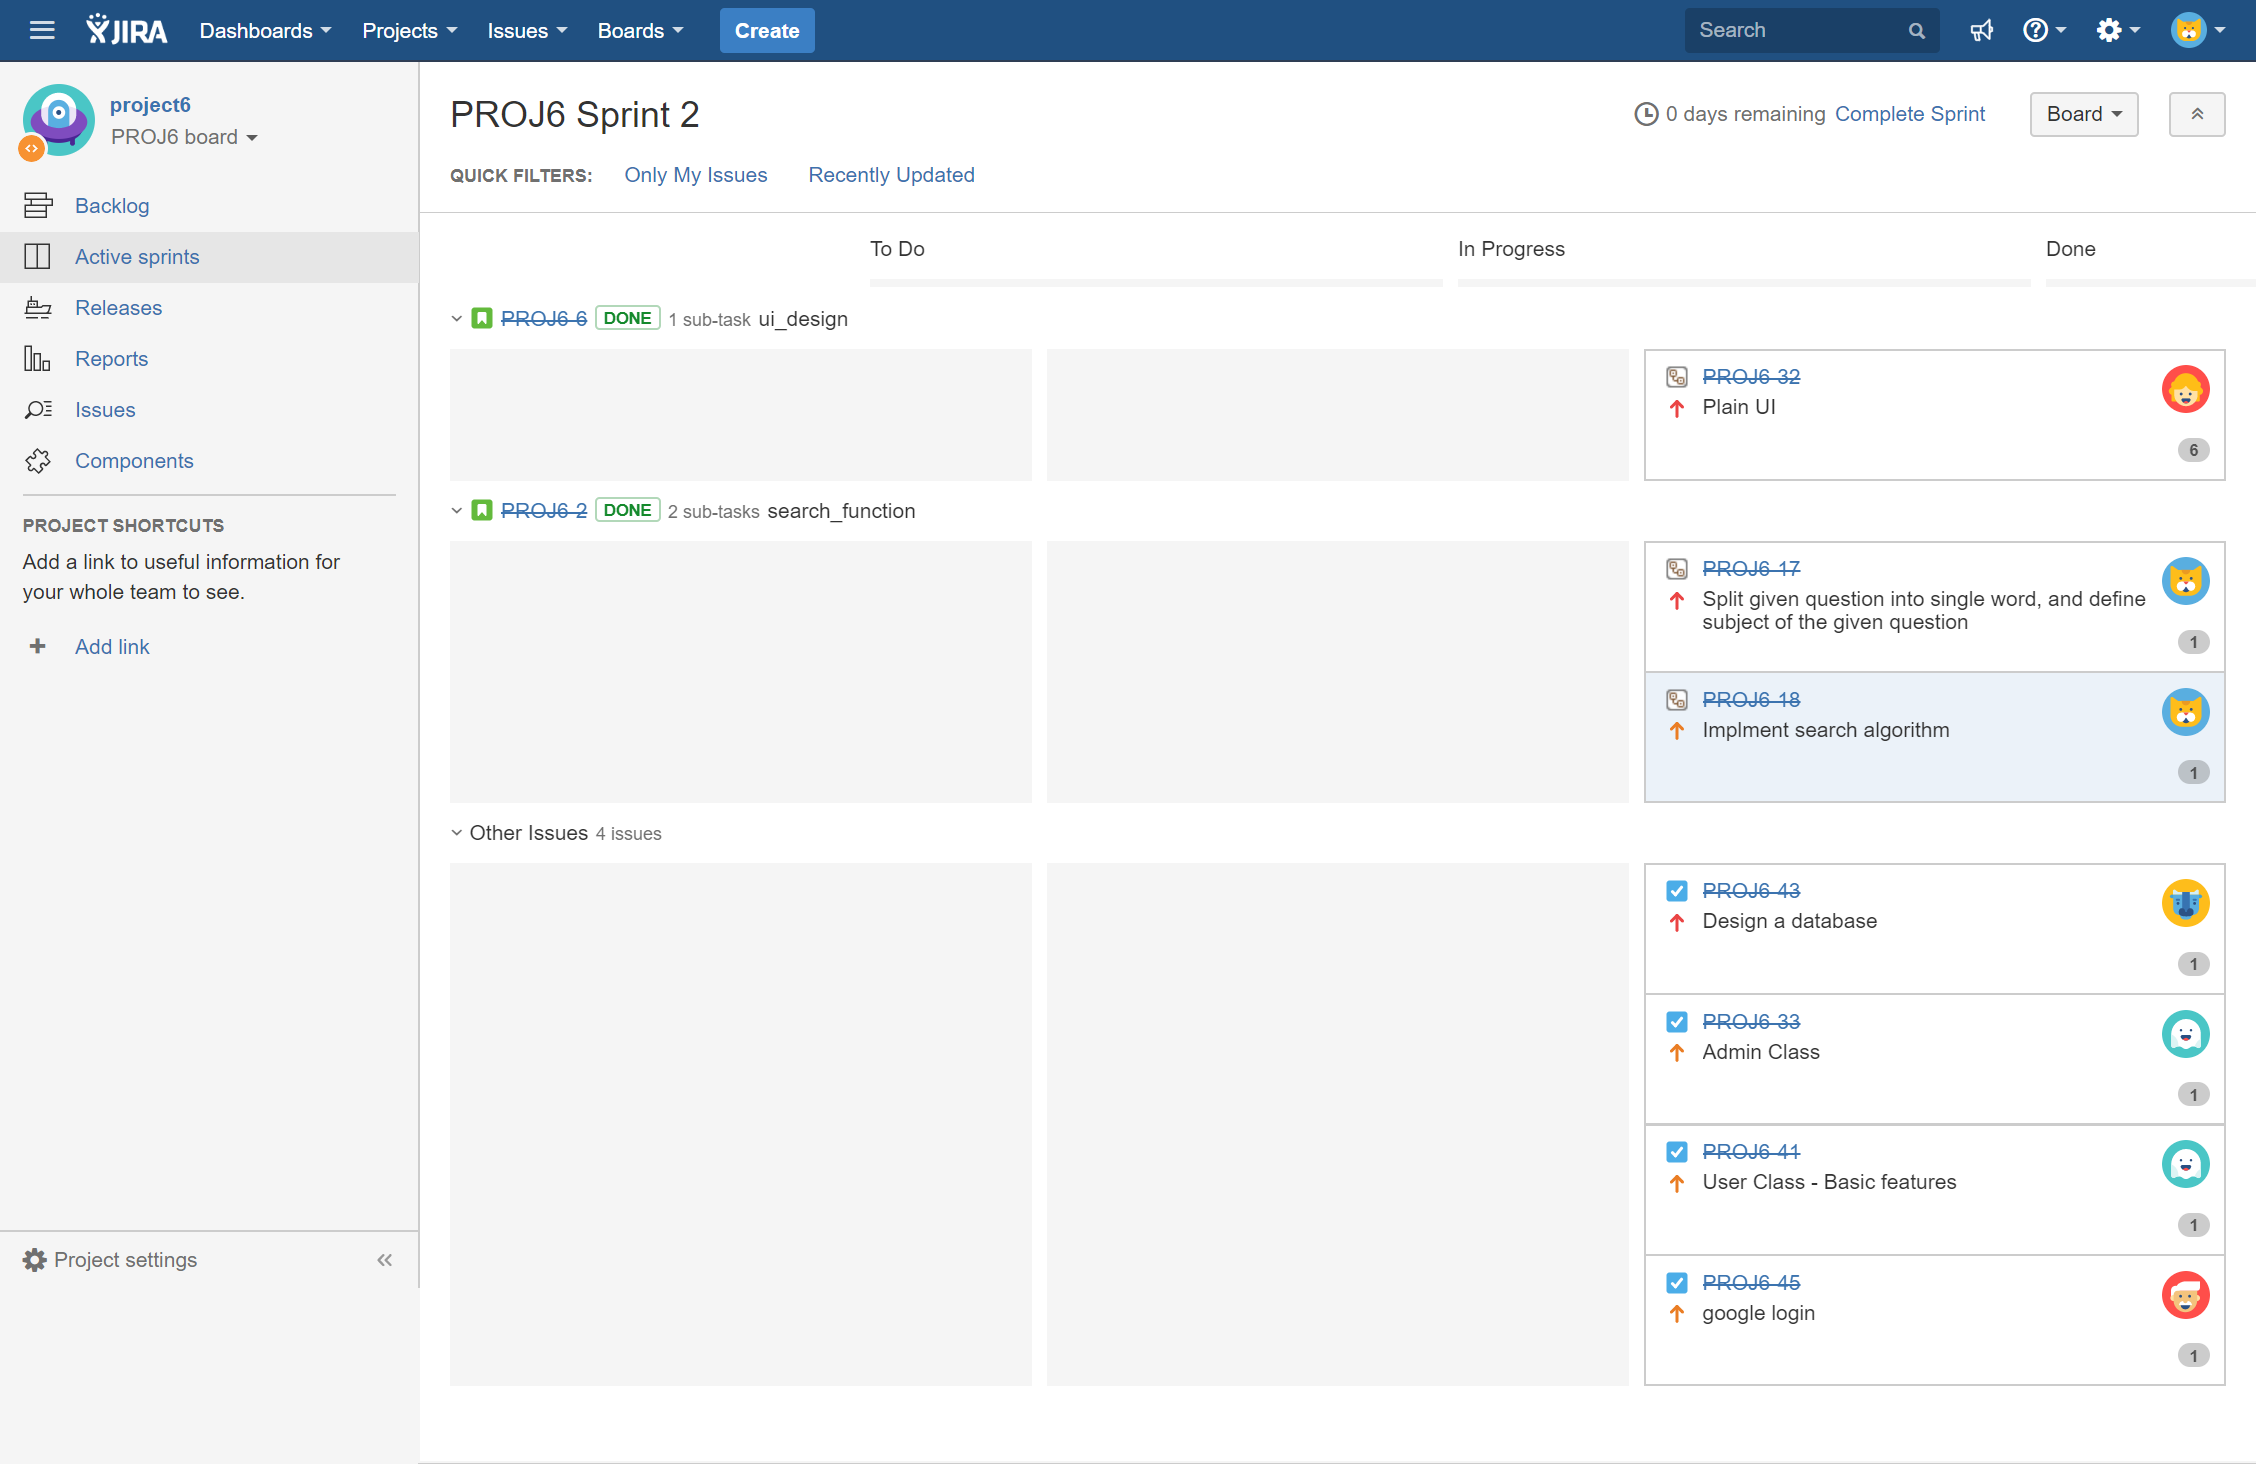 JIRA Dashboards Projects Issues Boards Create Search
project6
PROJ6 board
Backlog
Active sprints
Releases
Reports
Issues
Components
PROJECT SHORTCUTS
Add a link to useful information for
your whole team to see.
Add link
Project settings
PROJ6 Sprint 2
0 days remaining Complete Sprint Board
QUICK FILTERS: Only My Issues Recently Updated
To Do In Progress Done
PROJ6-6 DONE 1 sub-task ui_design
PROJ6-32
Plain UI
6
PROJ6-2 DONE 2 sub-tasks search_function
PROJ6-17
Split given question into single word, and define
subject of the given question
1
PROJ6-18
Implment search algorithm
1
Other Issues 4 issues
PROJ6-43
Design a database
1
PROJ6-33
Admin Class
1
PROJ6-41
User Class - Basic features
1
PROJ6-45
google login
1